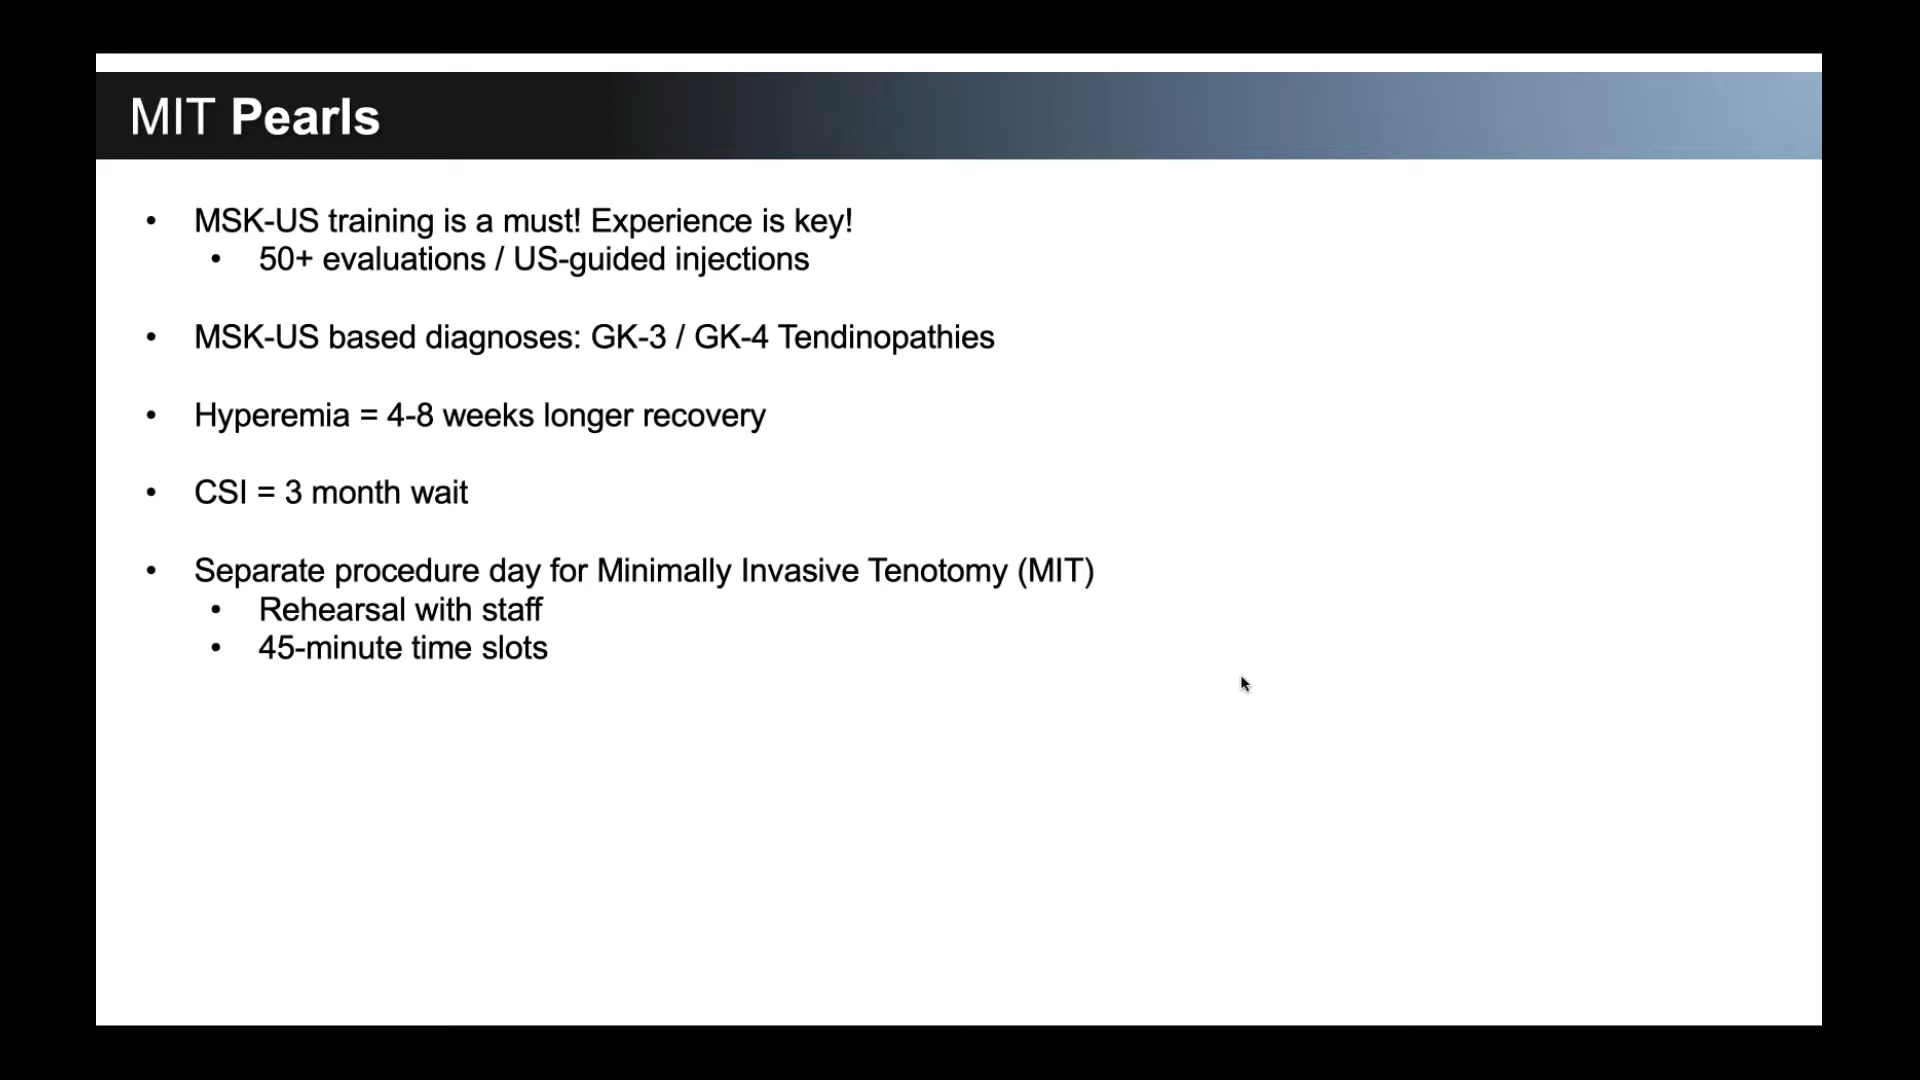 MIT Pearls
• MSK-US training is a must! Experience is key!
• 50+ evaluations / US-guided injections
• MSK-US based diagnoses: GK-3 / GK-4 Tendinopathies
• Hyperemia = 4-8 weeks longer recovery
• CSI = 3 month wait
• Separate procedure day for Minimally Invasive Tenotomy (MIT)
• Rehearsal with staff
• 45-minute time slots